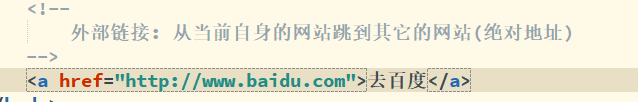 <!--
外部链接：从当前自身的网站跳到其它的网站(绝对地址)
-->
<a href="http://www.baidu.com">去百度</a>